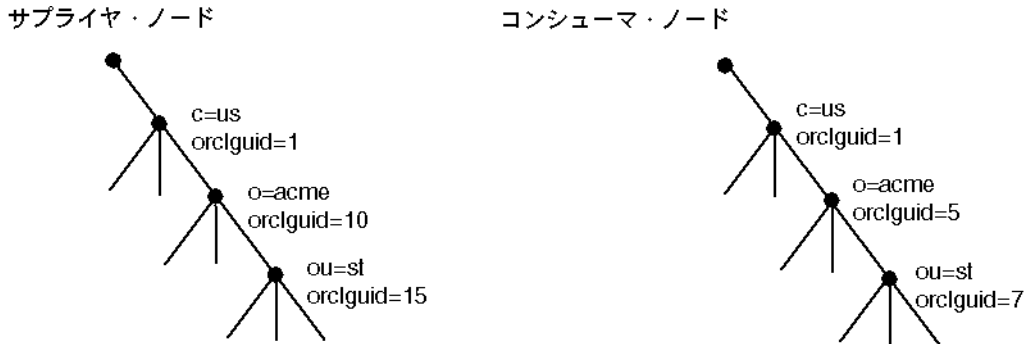 サプライヤ・ノード
c=us
orclguid=1
o=acme
orclguid=10
ou=st
orclguid=15
コンシューマ・ノード
c=us
orclguid=1
o=acme
orclguid=5
ou=st
orclguid=7